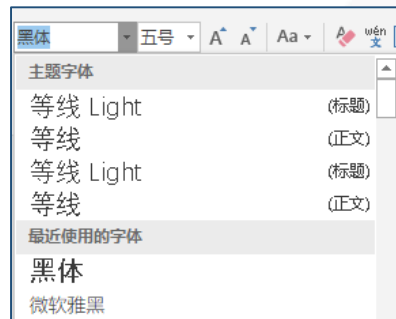 黑体 五号 A A Aa wén 文
主题字体
等线 Light (标题)
等线 (正文)
等线 Light (标题)
等线 (正文)
最近使用的字体
黑体
微软雅黑